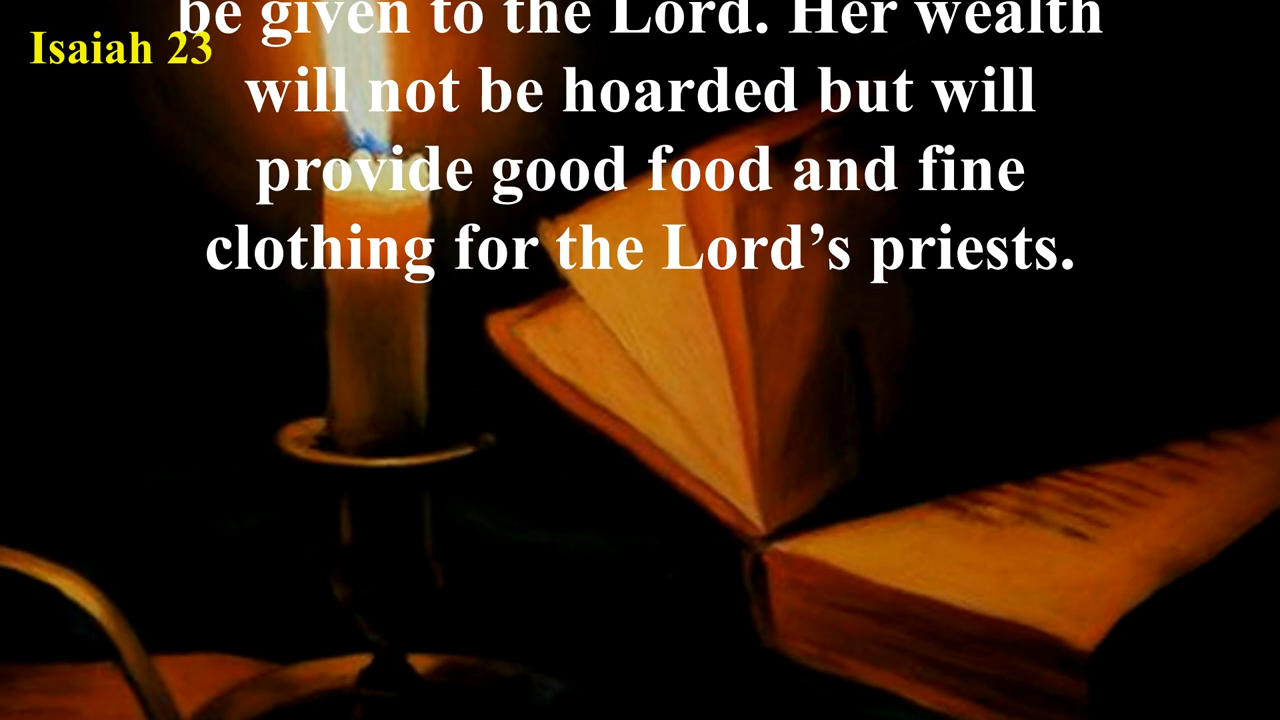 Isaiah 23
be given to the Lord. Her wealth
will not be hoarded but will
provide good food and fine
clothing for the Lord’s priests.